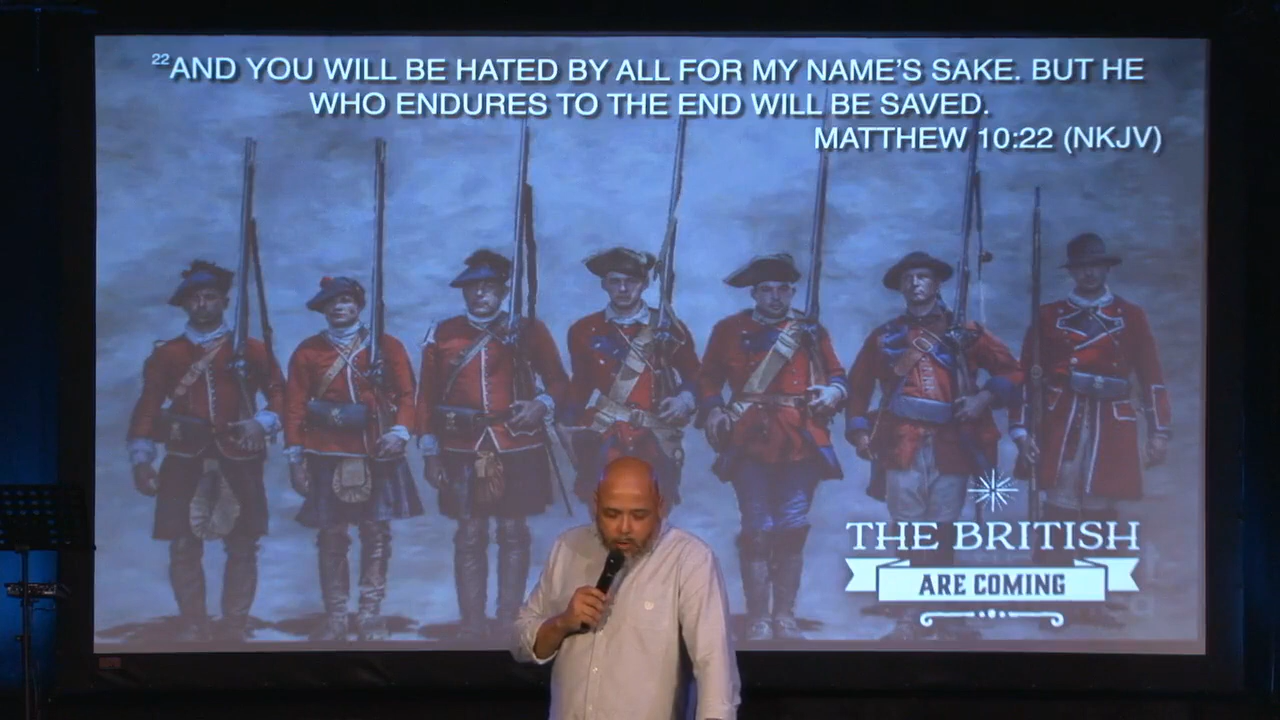 22AND YOU WILL BE HATED BY ALL FOR MY NAME'S SAKE. BUT HE
WHO ENDURES TO THE END WILL BE SAVED.
MATTHEW 10:22 (NKJV)
THE BRITISH
ARE COMING